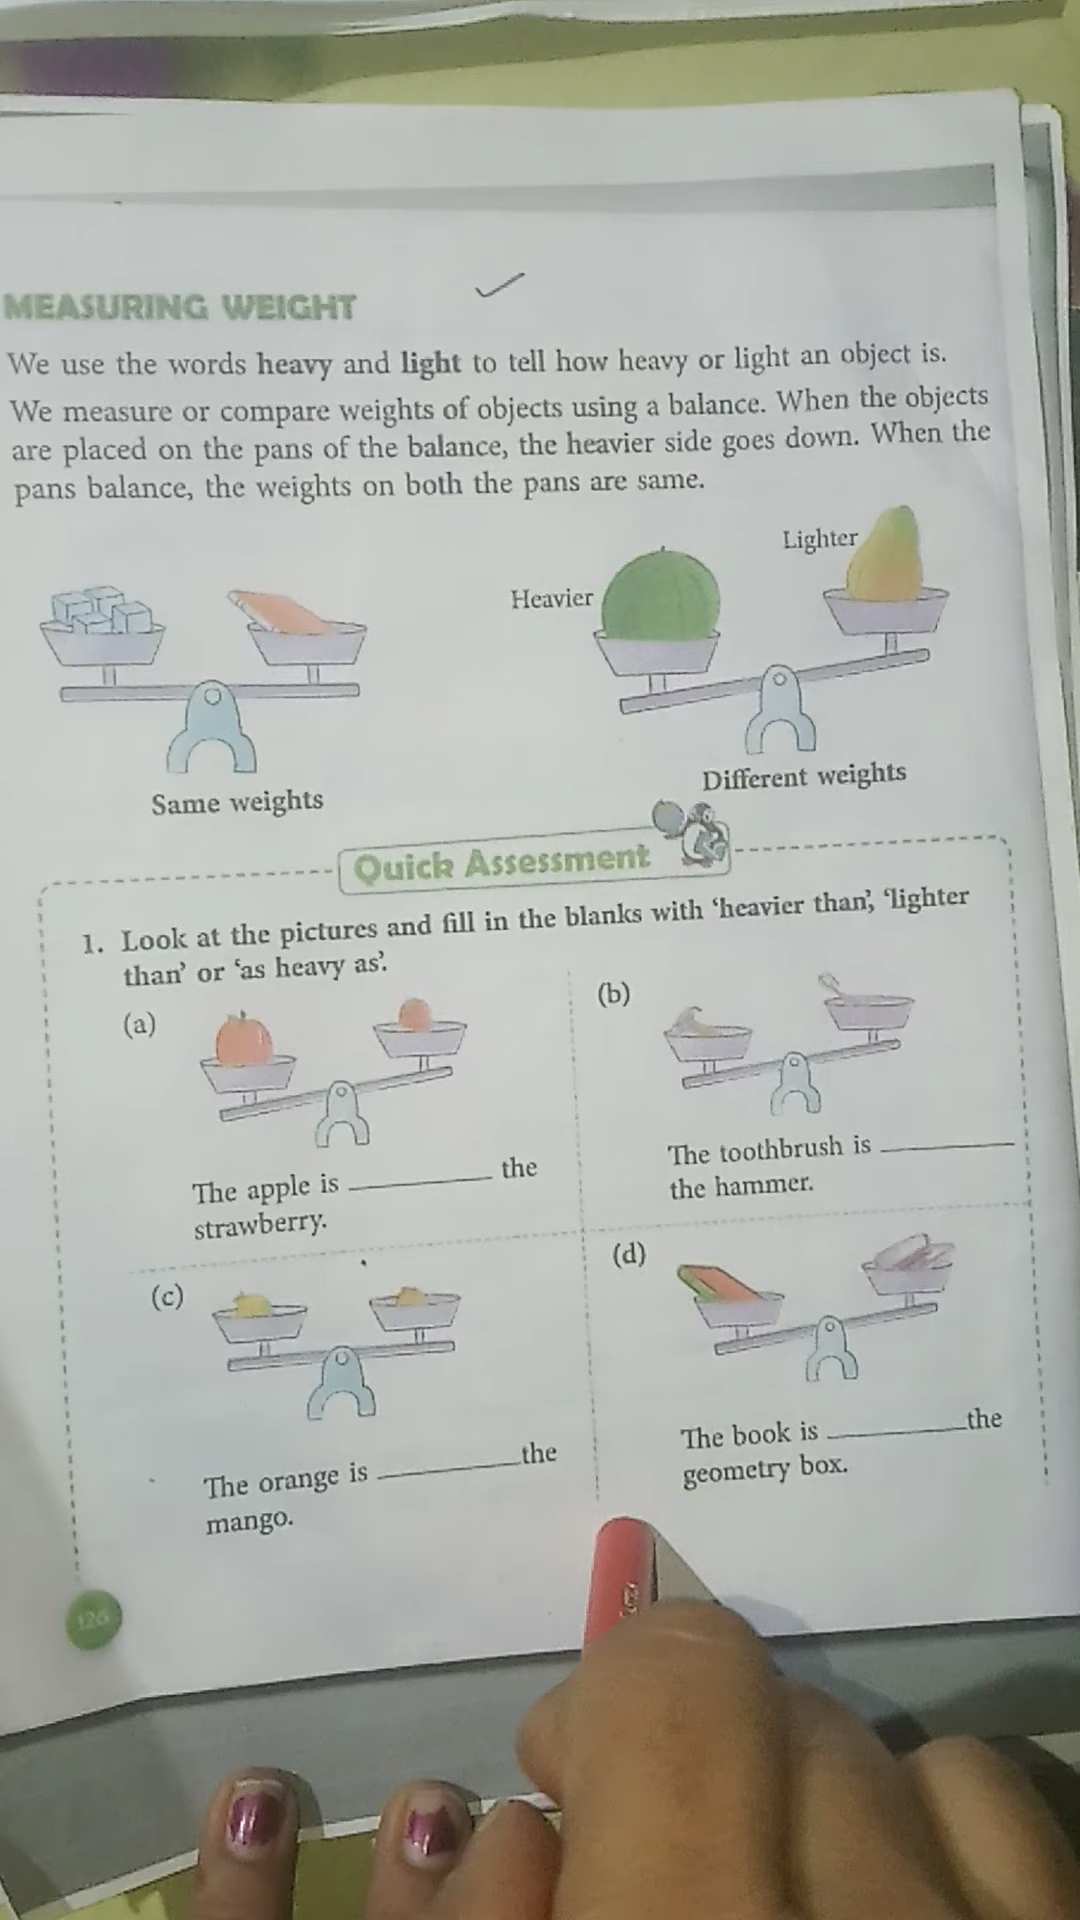 MEASURING WEIGHT
We use the words heavy and light to tell how heavy or light an object is.
We measure or compare weights of objects using a balance. When the objects
are placed on the pans of the balance, the heavier side goes down. When the
pans balance, the weights on both the pans are same.
Lighter
Heavier
Same weights
Different weights
Quick Assessment
1. Look at the pictures and fill in the blanks with ‘heavier than’, ‘lighter
than’ or ‘as heavy as’.
(a)
The apple is __________ the
strawberry.
(b)
The toothbrush is __________
the hammer.
(c)
The orange is __________ the
mango.
(d)
The book is __________ the
geometry box.
126